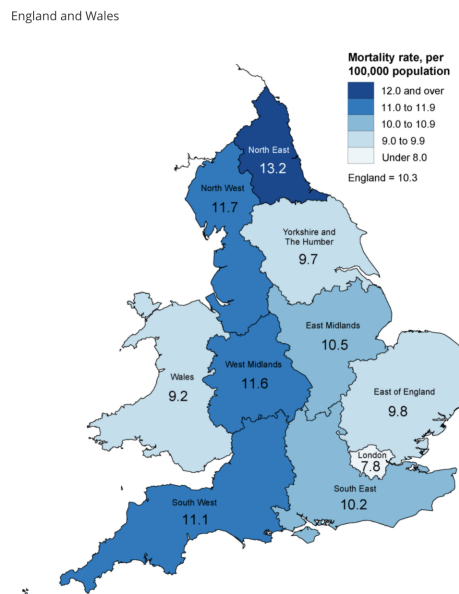 England and Wales
Mortality rate, per
100,000 population
12.0 and over
11.0 to 11.9
10.0 to 10.9
9.0 to 9.9
Under 8.0
England = 10.3
North East
13.2
North West
11.7
Yorkshire and
The Humber
9.7
East Midlands
10.5
West Midlands
11.6
Wales
9.2
East of England
9.8
London
7.8
South East
10.2
South West
11.1